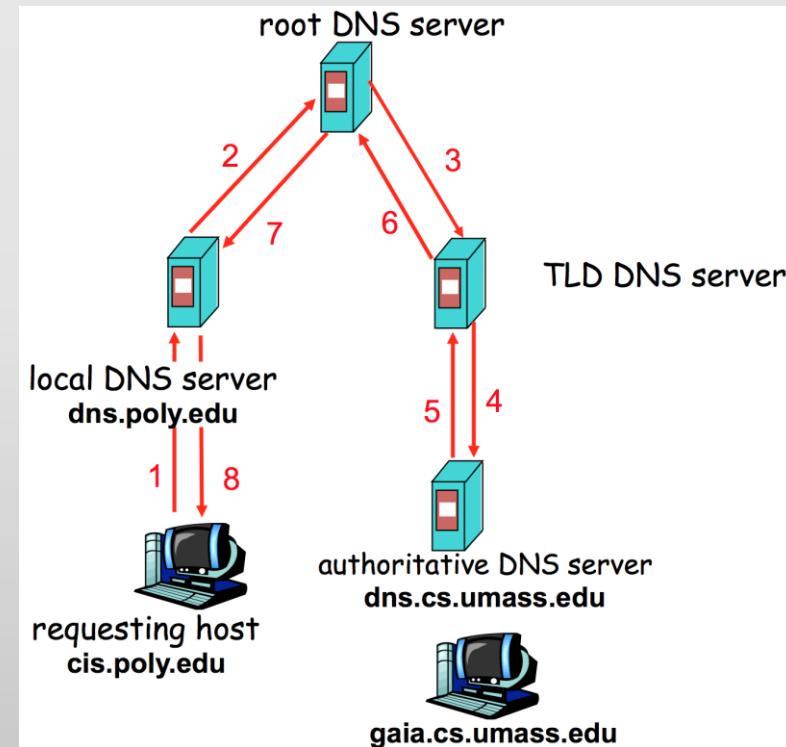 root DNS server
2
3
7
6
TLD DNS server
local DNS server
dns.poly.edu
5
4
1
8
authoritative DNS server
dns.cs.umass.edu
requesting host
cis.poly.edu
gaia.cs.umass.edu